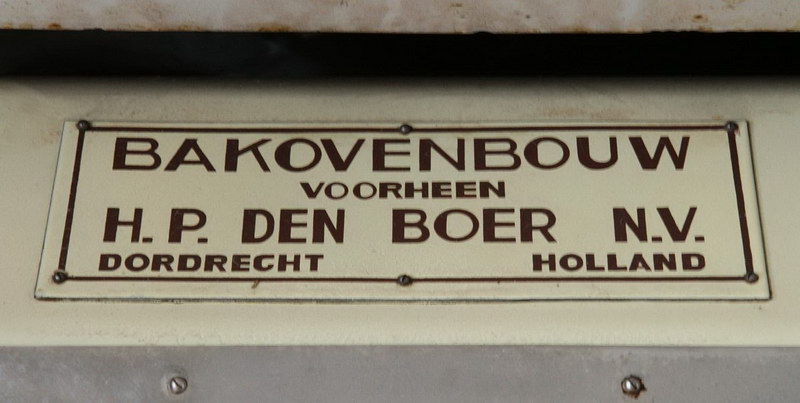 BAKOVENBOUW
VOORHEEN
H.P. DEN BOER N.V.
DORDRECHT HOLLAND